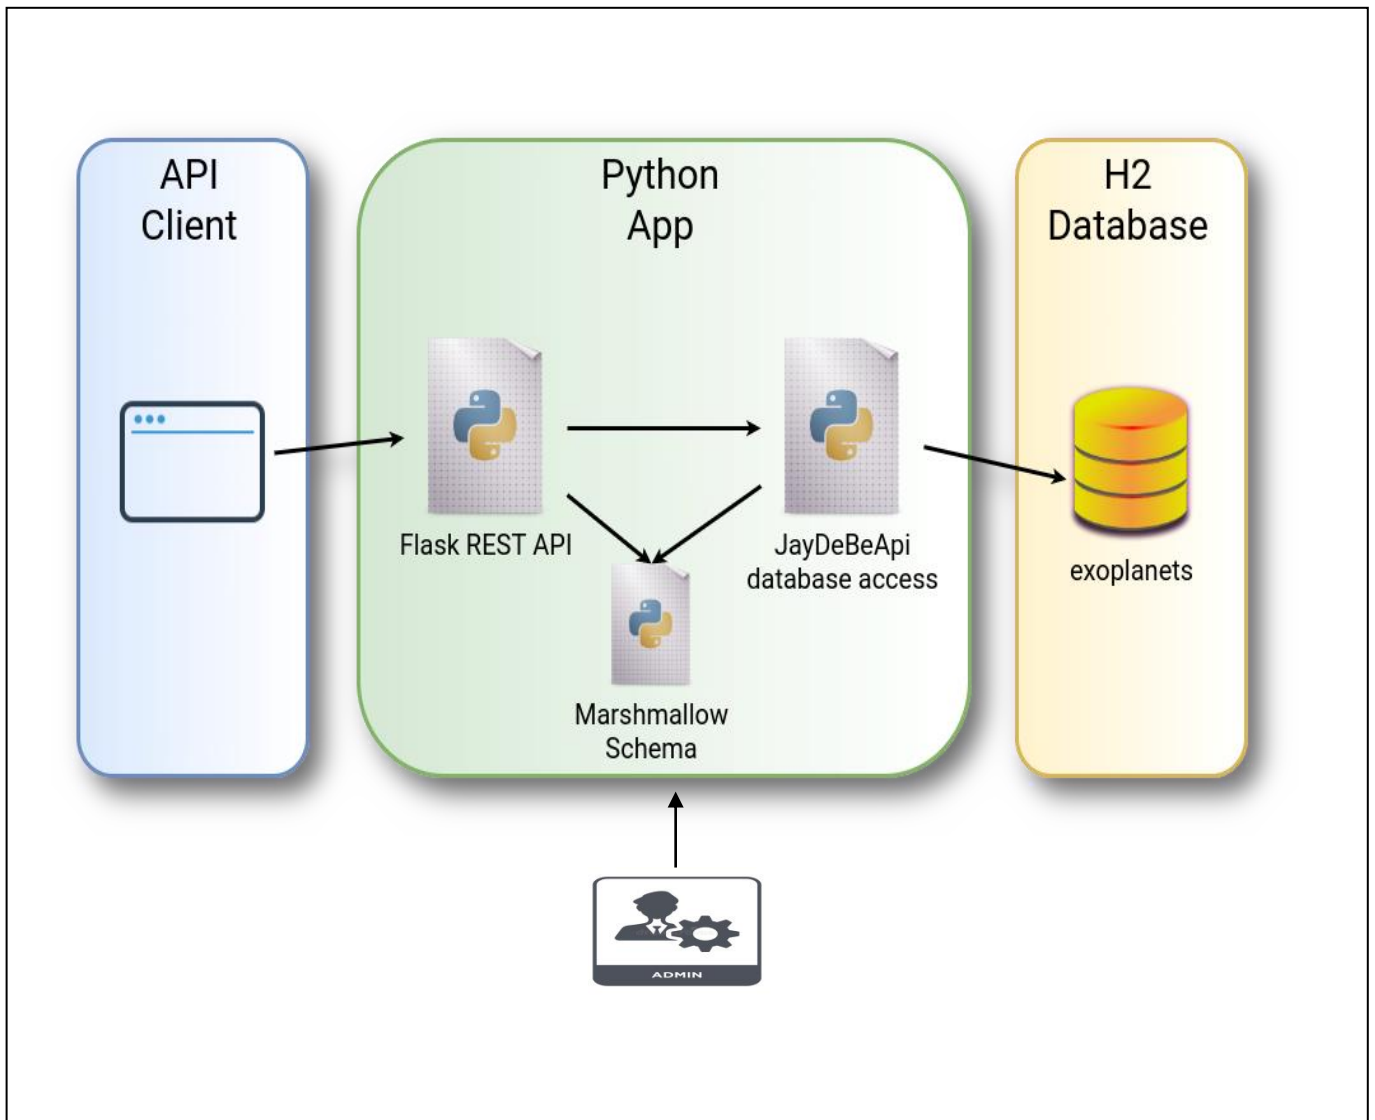 API
Client
Python
App
H2
Database
Flask REST API
JayDeBeApi
database access
exoplanets
Marshmallow
Schema
ADMIN